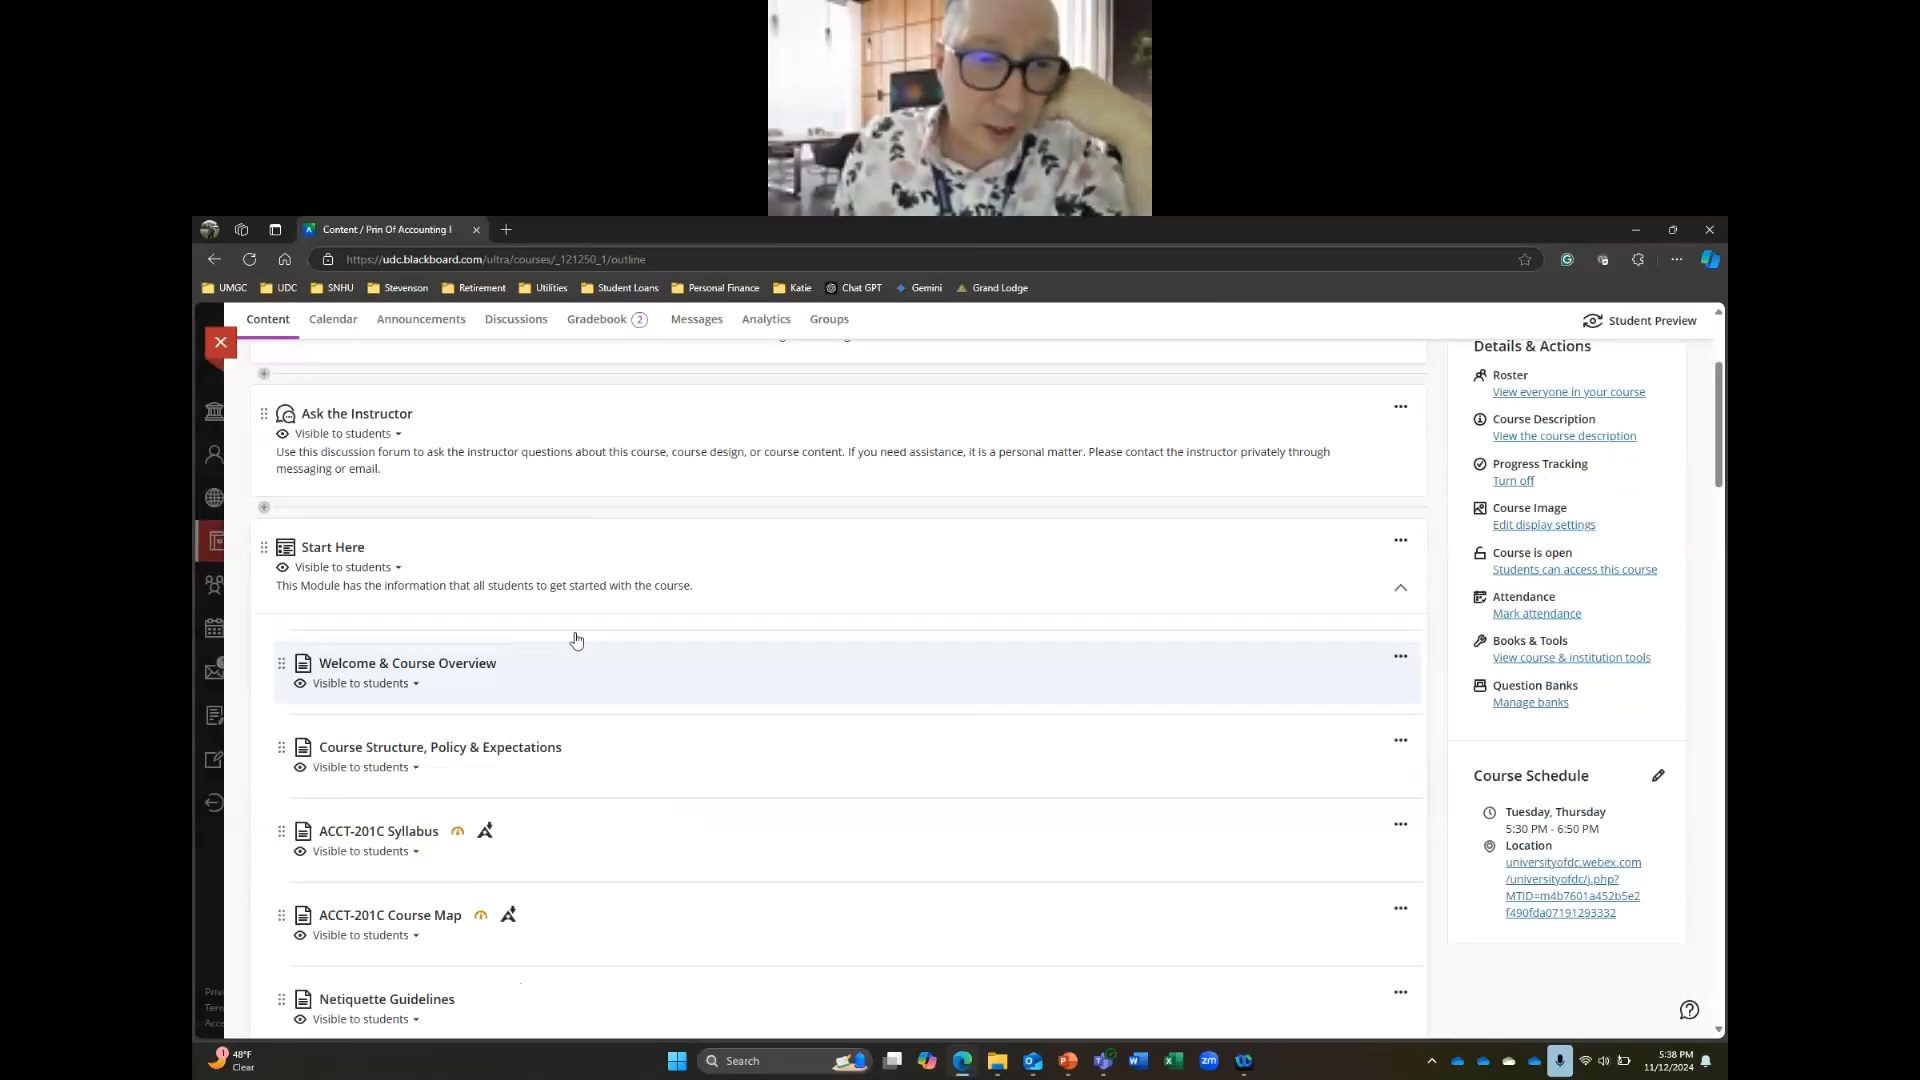 Content / Prin Of Accounting I
https://udc.blackboard.com/ultra/courses/_121250_1/outline
UMGC UDC SNHU Stevenson Retirement Utilities Student Loans Personal Finance Katie Chat GPT Gemini Grand Lodge
Content Calendar Announcements Discussions Gradebook 2 Messages Analytics Groups
Student Preview
Ask the Instructor
Visible to students
Use this discussion forum to ask the instructor questions about this course, course design, or course content. If you need assistance, it is a personal matter. Please contact the instructor privately through
messaging or email.
Start Here
Visible to students
This Module has the information that all students to get started with the course.
Welcome & Course Overview
Visible to students
Course Structure, Policy & Expectations
Visible to students
ACCT-201C Syllabus
Visible to students
ACCT-201C Course Map
Visible to students
Netiquette Guidelines
Visible to students
Details & Actions
Roster
View everyone in your course
Course Description
View the course description
Progress Tracking
Turn off
Course Image
Edit display settings
Course is open
Students can access this course
Attendance
Mark attendance
Books & Tools
View course & institution tools
Question Banks
Manage banks
Course Schedule
Tuesday, Thursday
5:30 PM - 6:50 PM
Location
universityofdc.webex.com
/universityofdc/j.php?
MTID=m4b7601a452b5e2
f490fda07191293332
Priv
Term
Acce
1
48°F
Clear
Search
5:38 PM
11/12/2024